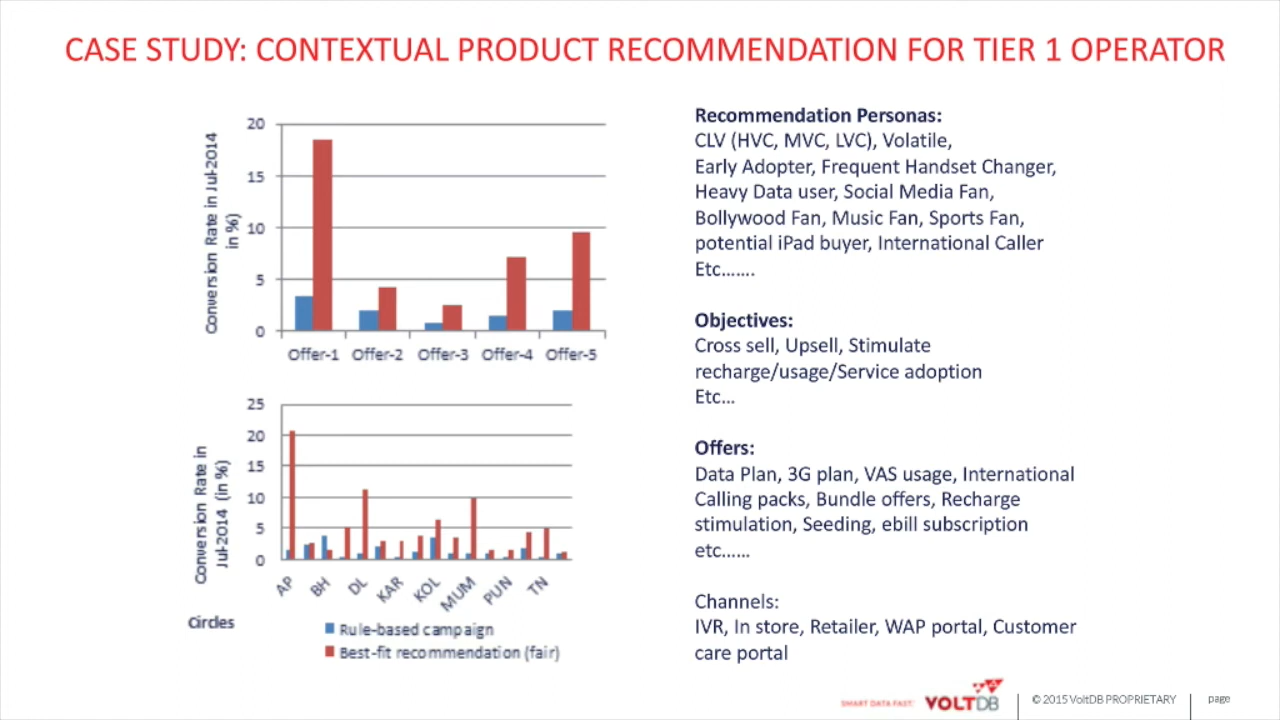 CASE STUDY: CONTEXTUAL PRODUCT RECOMMENDATION FOR TIER 1 OPERATOR
Conversion Rate in Jul-2014
in %)
20
15
10
5
0
Offer-1 Offer-2 Offer-3 Offer-4 Offer-5
Conversion Rate in
Jul-2014 (in %)
25
20
15
10
5
0
AP BH DL KAR KOL MUM PUN TN
Circles
Rule-based campaign
Best-fit recommendation (fair)
Recommendation Personas:
CLV (HVC, MVC, LVC), Volatile,
Early Adopter, Frequent Handset Changer,
Heavy Data user, Social Media Fan,
Bollywood Fan, Music Fan, Sports Fan,
potential iPad buyer, International Caller
Etc.......
Objectives:
Cross sell, Upsell, Stimulate
recharge/usage/Service adoption
Etc...
Offers:
Data Plan, 3G plan, VAS usage, International
Calling packs, Bundle offers, Recharge
stimulation, Seeding, ebill subscription
etc......
Channels:
IVR, In store, Retailer, WAP portal, Customer
care portal
SMART DATA FAST. VOLTDB
© 2015 VoltDB PROPRIETARY
page